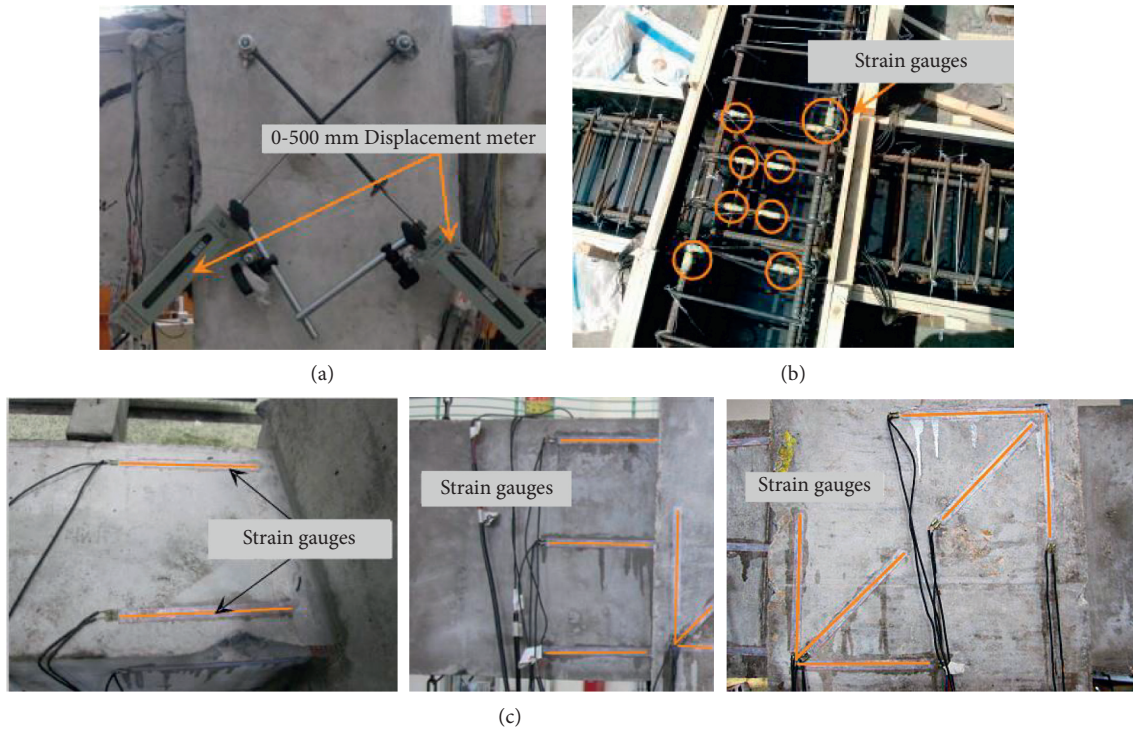 0-500 mm Displacement meter
Strain gauges
(a)
(b)
Strain gauges
Strain gauges
Strain gauges
(c)